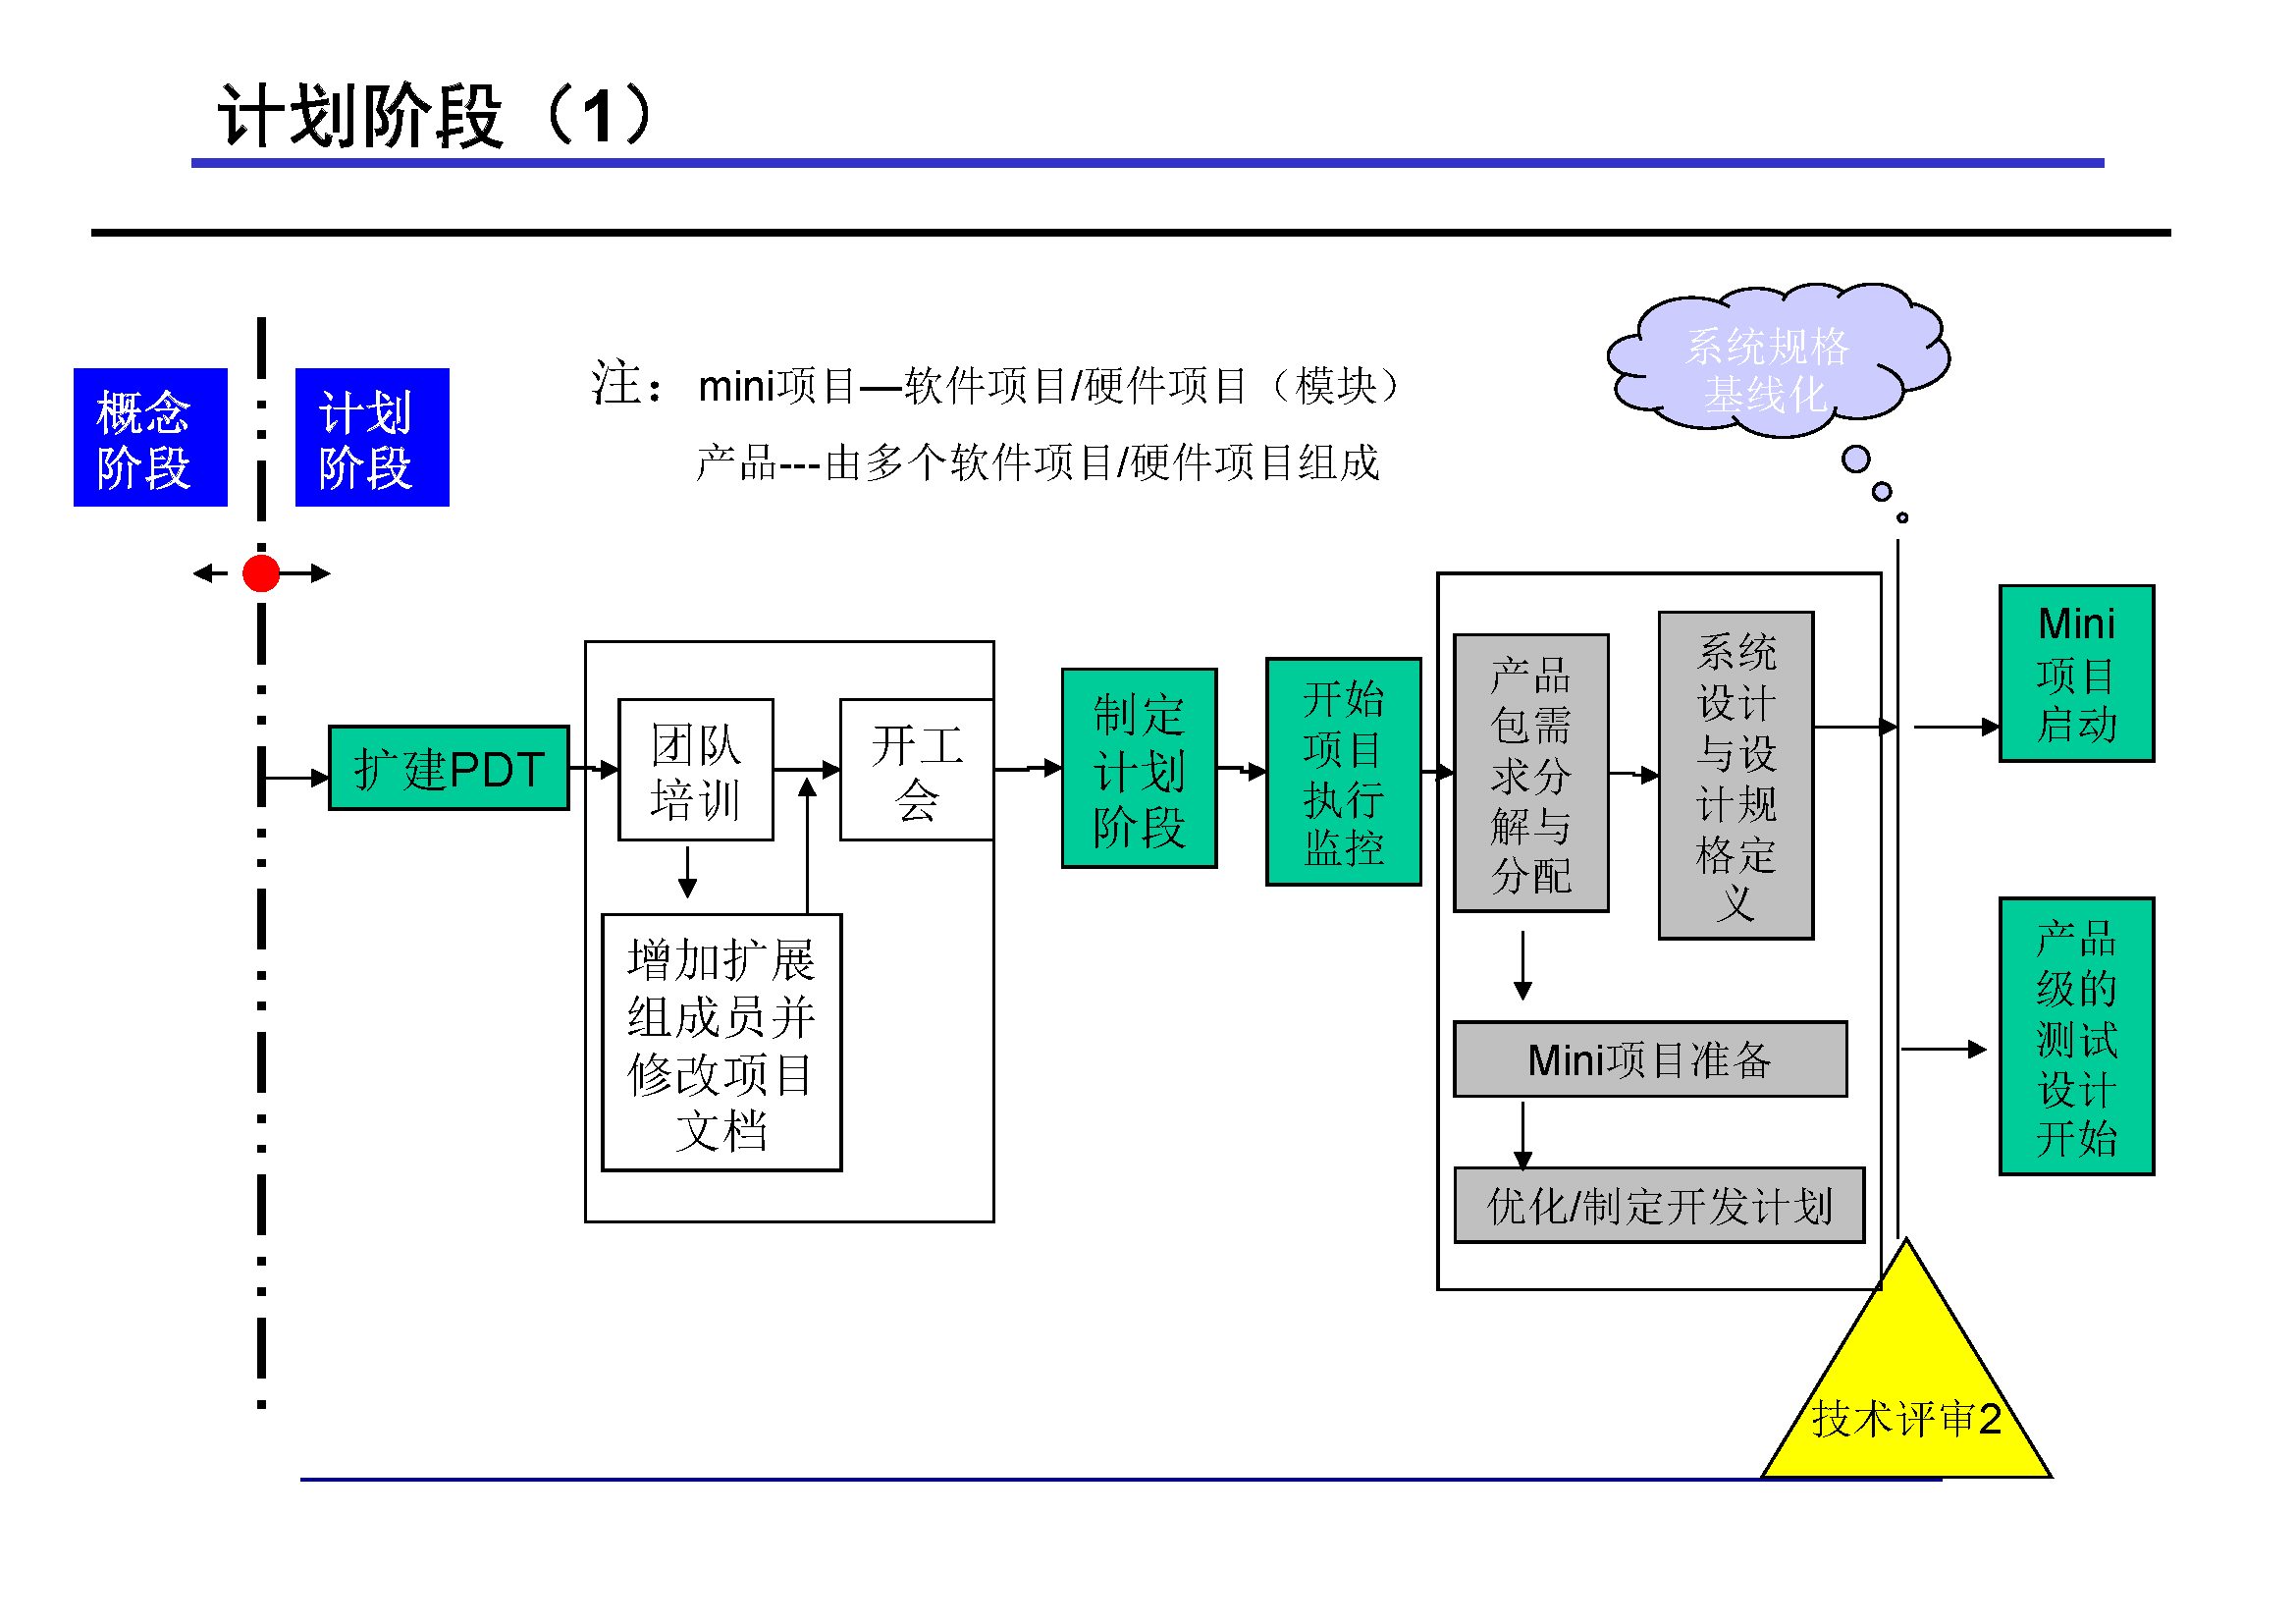 计划阶段（1）
系统规格
基线化
注：mini项目—软件项目/硬件项目（模块）
产品---由多个软件项目/硬件项目组成
概念
阶段
计划
阶段
扩建PDT
团队
培训
开工
会
增加扩展
组成员并
修改项目
文档
制定
计划
阶段
开始
项目
执行
监控
产品
包需
求分
解与
分配
系统
设计
与设
计规
格定
义
Mini项目准备
优化/制定开发计划
Mini
项目
启动
产品
级的
测试
设计
开始
技术评审2